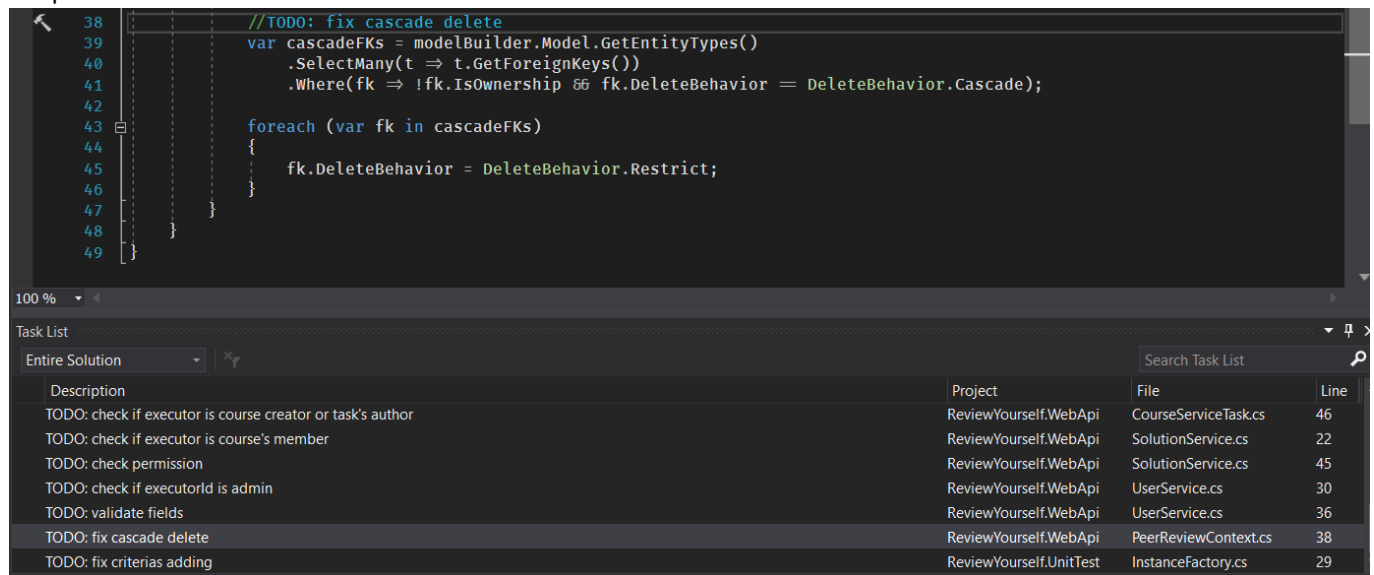 38 //TODO: fix cascade delete
39 var cascadeFKs = modelBuilder.Model.GetEntityTypes()
40 .SelectMany(t ⇒ t.GetForeignKeys())
41 .Where(fk ⇒ !fk.IsOwnership && fk.DeleteBehavior == DeleteBehavior.Cascade);
42
43 foreach (var fk in cascadeFKs)
44 {
45 fk.DeleteBehavior = DeleteBehavior.Restrict;
46 }
47 }
48 }
49 }
100 %
Task List
Entire Solution Search Task List
Description Project File Line
TODO: check if executor is course creator or task's author ReviewYourself.WebApi CourseServiceTask.cs 46
TODO: check if executor is course's member ReviewYourself.WebApi SolutionService.cs 22
TODO: check permission ReviewYourself.WebApi SolutionService.cs 45
TODO: check if executorId is admin ReviewYourself.WebApi UserService.cs 30
TODO: validate fields ReviewYourself.WebApi UserService.cs 36
TODO: fix cascade delete ReviewYourself.WebApi PeerReviewContext.cs 38
TODO: fix criterias adding ReviewYourself.UnitTest InstanceFactory.cs 29